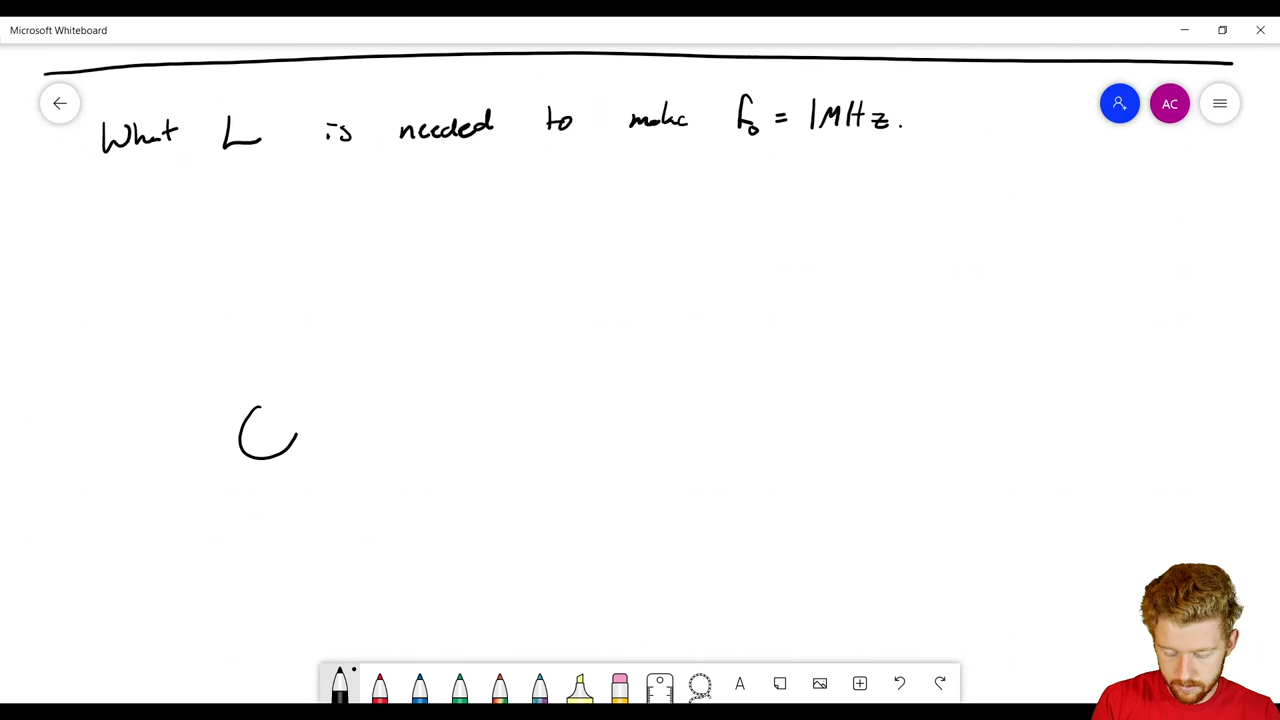 Microsoft Whiteboard
AC
What L is needed to make f₀ = 1MHz.
A